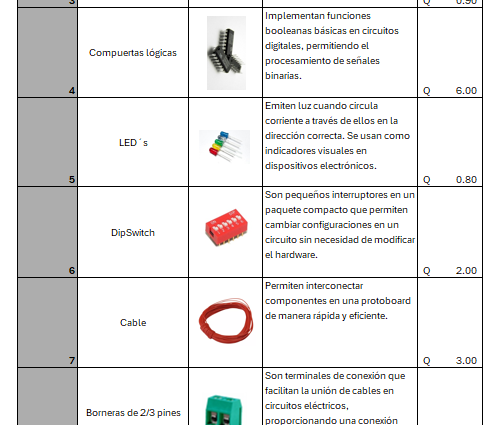 3
Q 0.90
Compuertas lógicas
Implementan funciones
booleanas básicas en circuitos
digitales, permitiendo el
procesamiento de señales
binarias.
4
Q 6.00
LED´s
Emiten luz cuando circula
corriente a través de ellos en la
dirección correcta. Se usan como
indicadores visuales en
dispositivos electrónicos.
5
Q 0.80
DipSwitch
Son pequeños interruptores en un
paquete compacto que permiten
cambiar configuraciones en un
circuito sin necesidad de modificar
el hardware.
6
Q 2.00
Cable
Permiten interconectar
componentes en una protoboard
de manera rápida y eficiente.
7
Q 3.00
Borneras de 2/3 pines
Son terminales de conexión que
facilitan la unión de cables en
circuitos eléctricos,
proporcionando una conexión